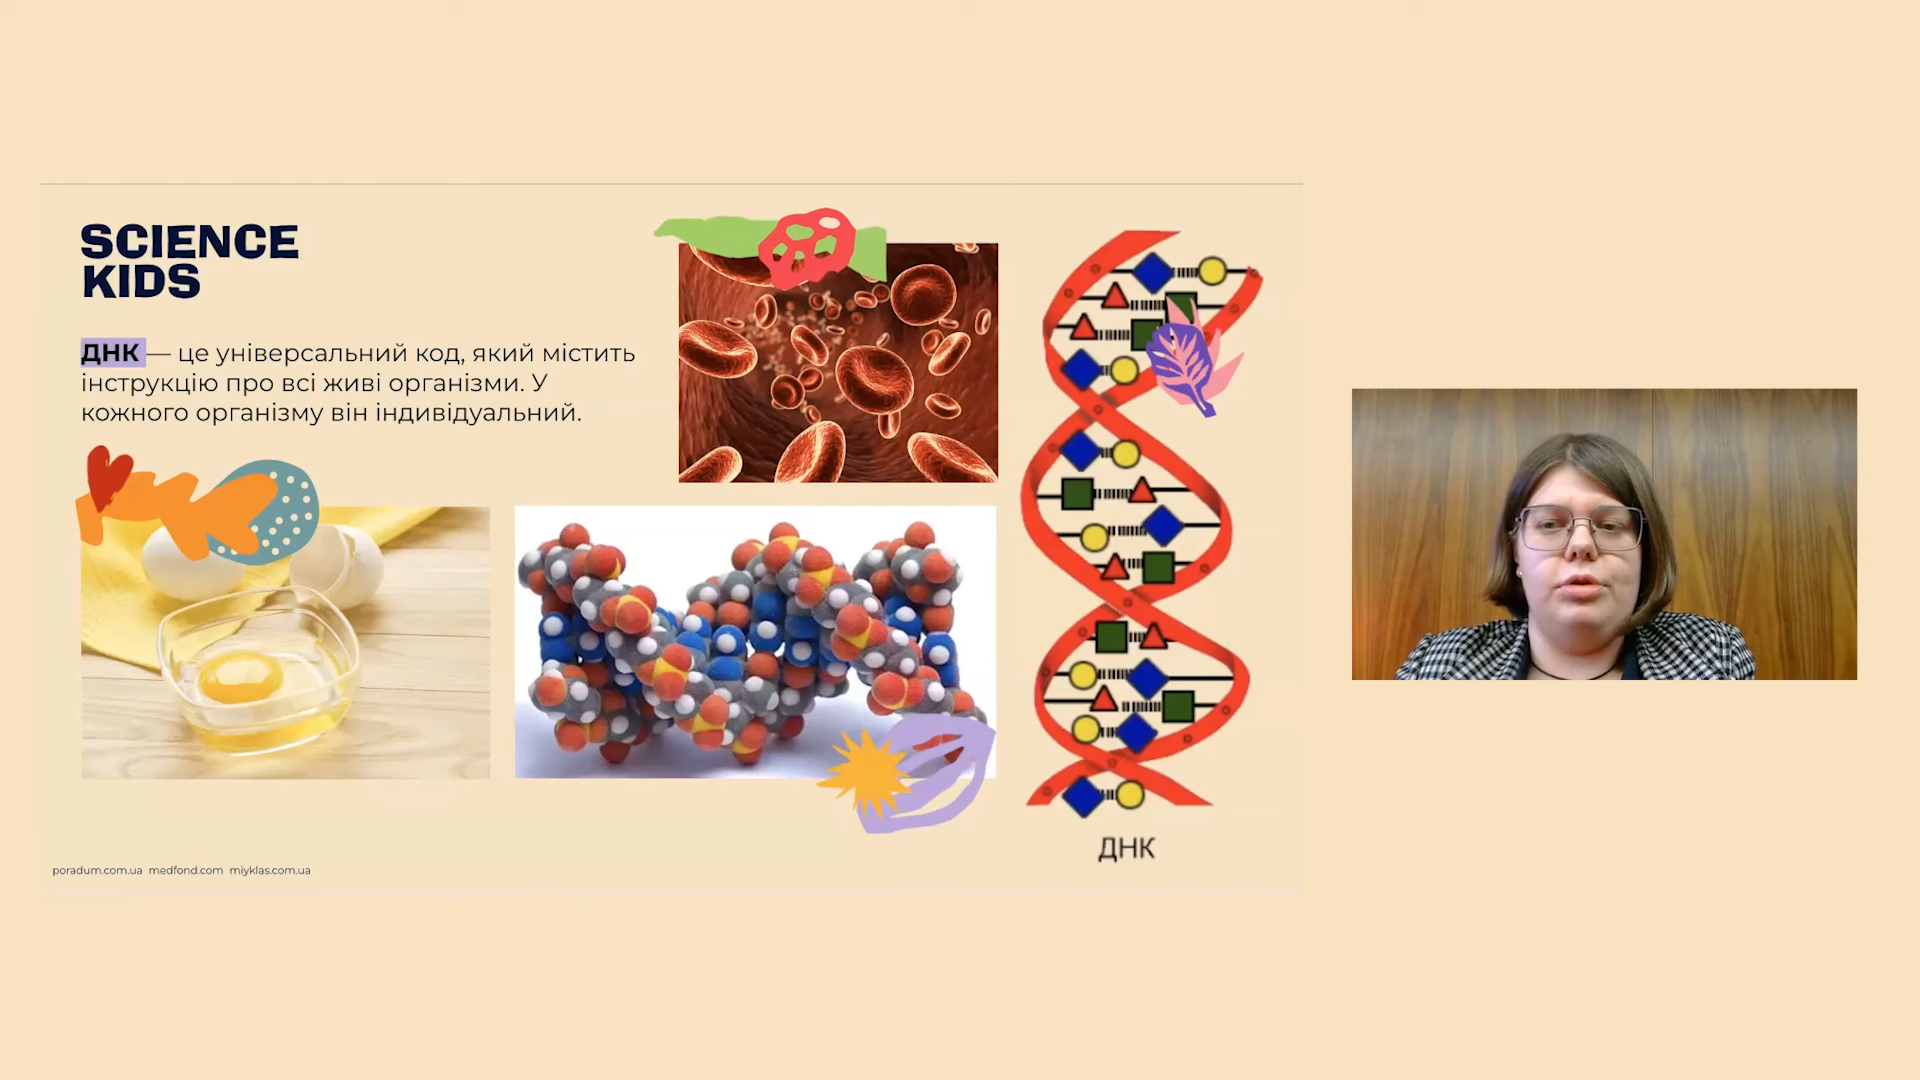 SCIENCE
KIDS
ДНК — це універсальний код, який містить
інструкцію про всі живі організми. У
кожного організму він індивідуальний.
ДНК
poradum.com.ua medfond.com miyklas.com.ua